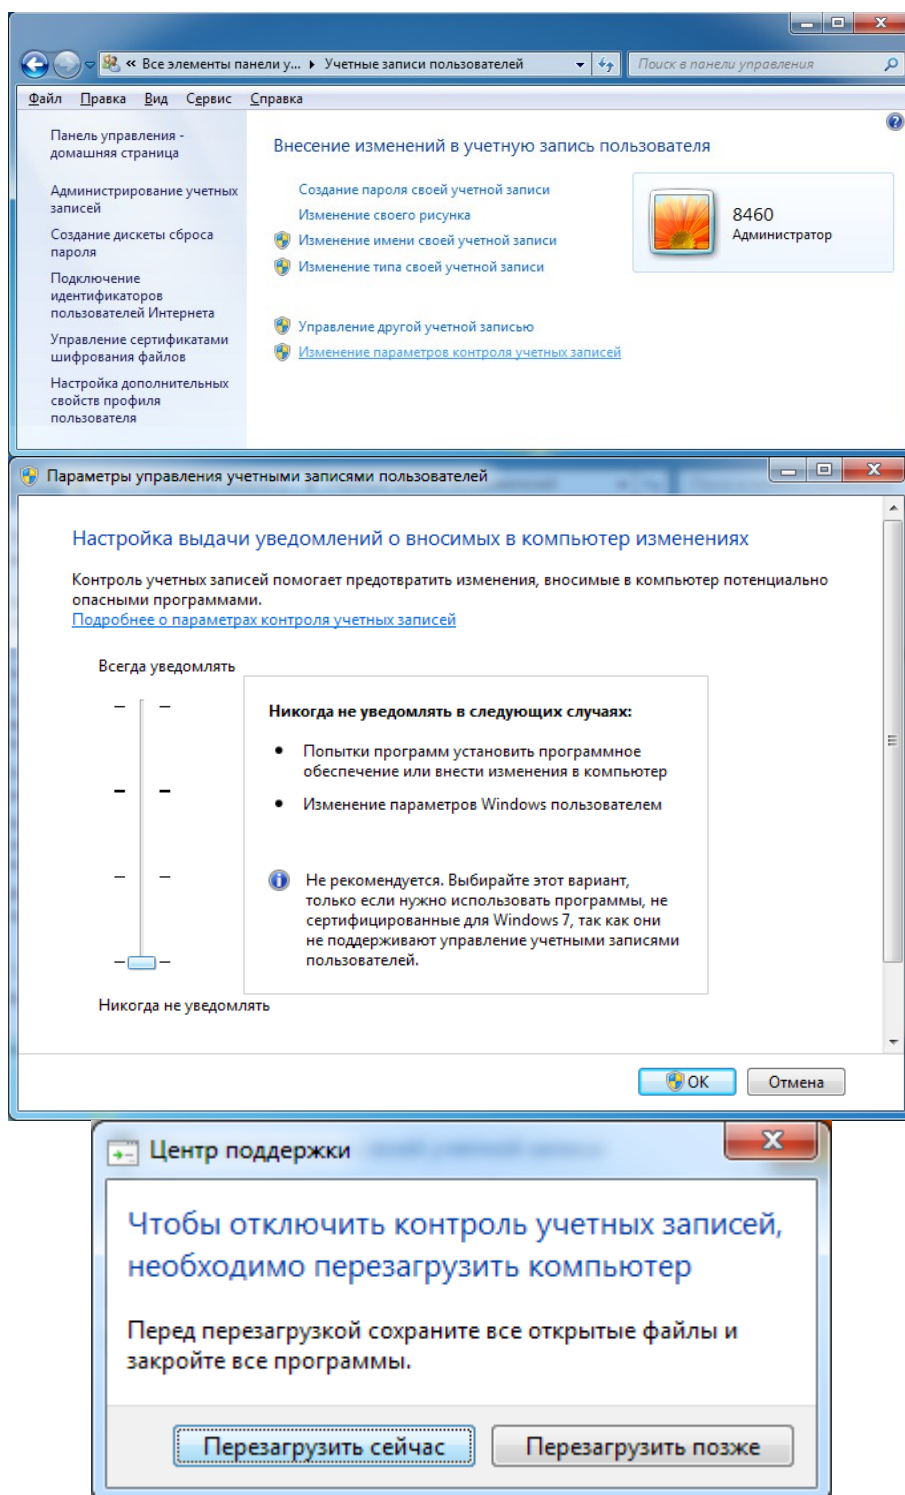 « Все элементы панели у... ▸ Учетные записи пользователей
Поиск в панели управления
Файл Правка Вид Сервис Справка
Панель управления -
домашняя страница
Администрирование учетных
записей
Создание дискеты сброса
пароля
Подключение
идентификаторов
пользователей Интернета
Управление сертификатами
шифрования файлов
Настройка дополнительных
свойств профиля
пользователя
Внесение изменений в учетную запись пользователя
Создание пароля своей учетной записи
Изменение своего рисунка
Изменение имени своей учетной записи
Изменение типа своей учетной записи
8460
Администратор
Управление другой учетной записью
Изменение параметров контроля учетных записей
Параметры управления учетными записями пользователей
Настройка выдачи уведомлений о вносимых в компьютер изменениях
Контроль учетных записей помогает предотвратить изменения, вносимые в компьютер потенциально
опасными программами.
Подробнее о параметрах контроля учетных записей
Всегда уведомлять
Никогда не уведомлять в следующих случаях:
• Попытки программ установить программное
обеспечение или внести изменения в компьютер
• Изменение параметров Windows пользователем
Не рекомендуется. Выбирайте этот вариант,
только если нужно использовать программы, не
сертифицированные для Windows 7, так как они
не поддерживают управление учетными записями
пользователей.
Никогда не уведомлять
OK Отмена
Центр поддержки
Чтобы отключить контроль учетных записей,
необходимо перезагрузить компьютер
Перед перезагрузкой сохраните все открытые файлы и
закройте все программы.
Перезагрузить сейчас Перезагрузить позже